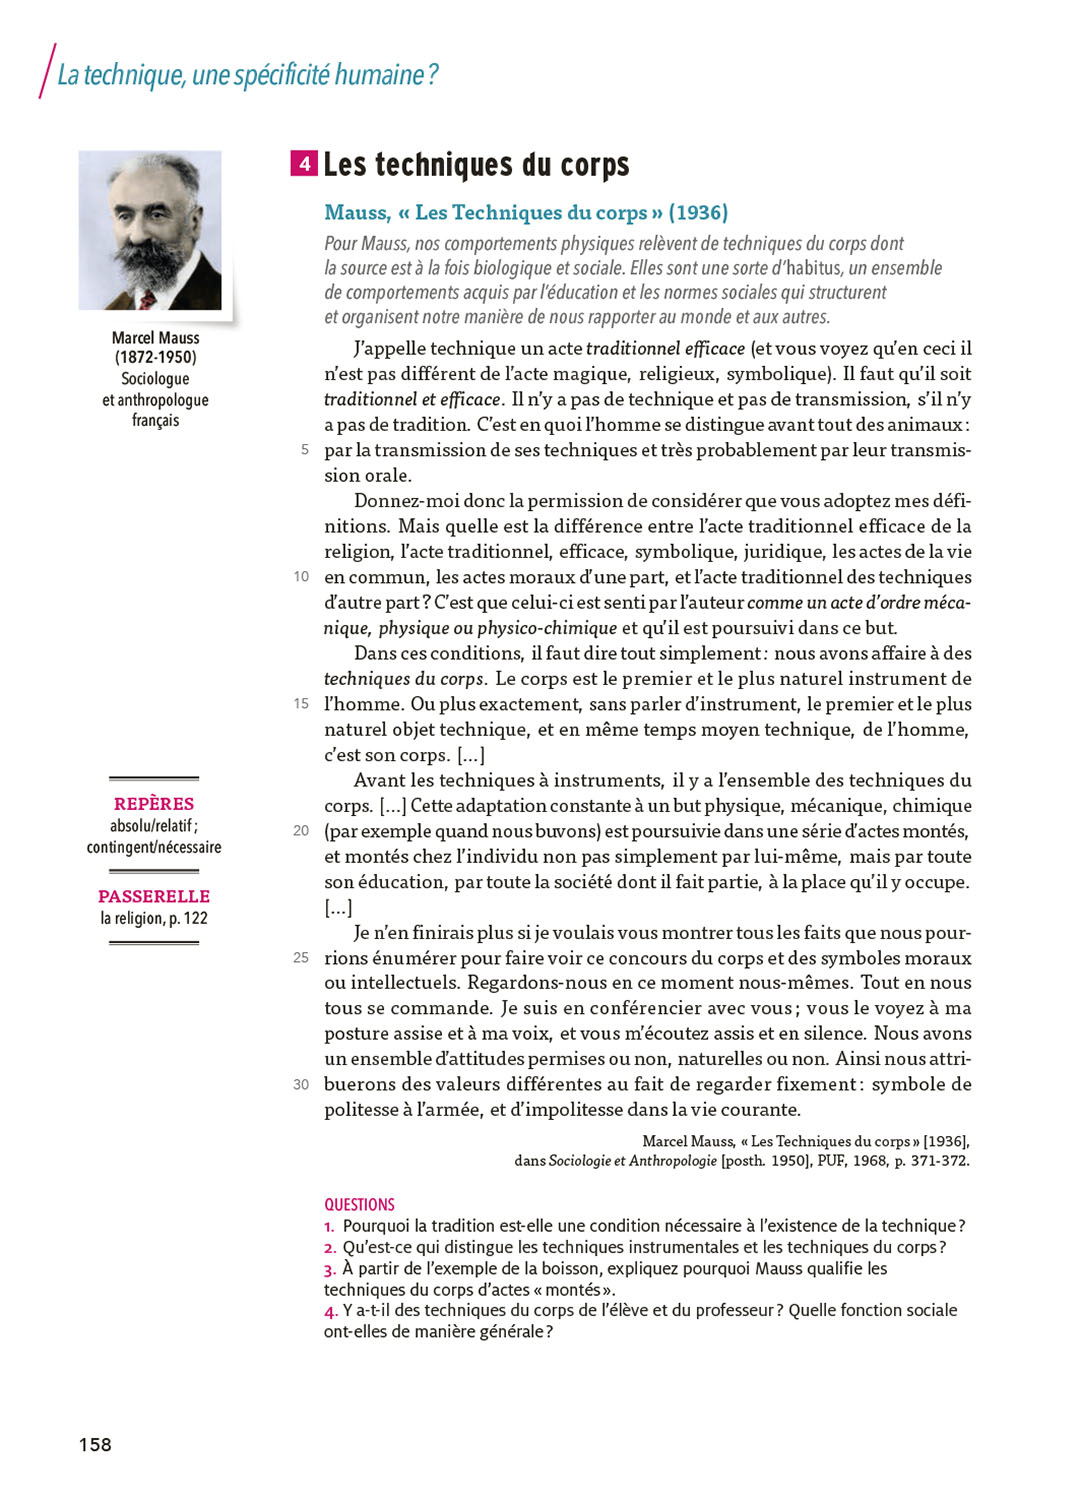 La technique, une spécificité humaine ?
4 Les techniques du corps
Mauss, « Les Techniques du corps » (1936)
Pour Mauss, nos comportements physiques relèvent de techniques du corps dont
la source est à la fois biologique et sociale. Elles sont une sorte d’habitus, un ensemble
de comportements acquis par l’éducation et les normes sociales qui structurent
et organisent notre manière de nous rapporter au monde et aux autres.
Marcel Mauss
(1872-1950)
Sociologue
et anthropologue
français
J’appelle technique un acte traditionnel efficace (et vous voyez qu’en ceci il
n’est pas différent de l’acte magique, religieux, symbolique). Il faut qu’il soit
traditionnel et efficace. Il n’y a pas de technique et pas de transmission, s’il n’y
a pas de tradition. C’est en quoi l’homme se distingue avant tout des animaux :
5 par la transmission de ses techniques et très probablement par leur transmis-
sion orale.
Donnez-moi donc la permission de considérer que vous adoptez mes défi-
nitions. Mais quelle est la différence entre l’acte traditionnel efficace de la
religion, l’acte traditionnel, efficace, symbolique, juridique, les actes de la vie
10 en commun, les actes moraux d’une part, et l’acte traditionnel des techniques
d’autre part ? C’est que celui-ci est senti par l’auteur comme un acte d’ordre méca-
nique, physique ou physico-chimique et qu’il est poursuivi dans ce but.
Dans ces conditions, il faut dire tout simplement : nous avons affaire à des
techniques du corps. Le corps est le premier et le plus naturel instrument de
15 l’homme. Ou plus exactement, sans parler d’instrument, le premier et le plus
naturel objet technique, et en même temps moyen technique, de l’homme,
c’est son corps. [...]
Avant les techniques à instruments, il y a l’ensemble des techniques du
corps. [...] Cette adaptation constante à un but physique, mécanique, chimique
20 (par exemple quand nous buvons) est poursuivie dans une série d’actes montés,
et montés chez l’individu non pas simplement par lui-même, mais par toute
son éducation, par toute la société dont il fait partie, à la place qu’il y occupe.
[...]
Je n’en finirais plus si je voulais vous montrer tous les faits que nous pour-
25 rions énumérer pour faire voir ce concours du corps et des symboles moraux
ou intellectuels. Regardons-nous en ce moment nous-mêmes. Tout en nous
tous se commande. Je suis en conférencier avec vous ; vous le voyez à ma
posture assise et à ma voix, et vous m’écoutez assis et en silence. Nous avons
un ensemble d’attitudes permises ou non, naturelles ou non. Ainsi nous attri-
30 buerons des valeurs différentes au fait de regarder fixement : symbole de
politesse à l’armée, et d’impolitesse dans la vie courante.
Marcel Mauss, « Les Techniques du corps » [1936],
dans Sociologie et Anthropologie [posth. 1950], PUF, 1968, p. 371-372.
REPÈRES
absolu/relatif ;
contingent/nécessaire
PASSERELLE
la religion, p. 122
QUESTIONS
1. Pourquoi la tradition est-elle une condition nécessaire à l’existence de la technique ?
2. Qu’est-ce qui distingue les techniques instrumentales et les techniques du corps ?
3. À partir de l’exemple de la boisson, expliquez pourquoi Mauss qualifie les
techniques du corps d’actes « montés ».
4. Y a-t-il des techniques du corps de l’élève et du professeur ? Quelle fonction sociale
ont-elles de manière générale ?
158